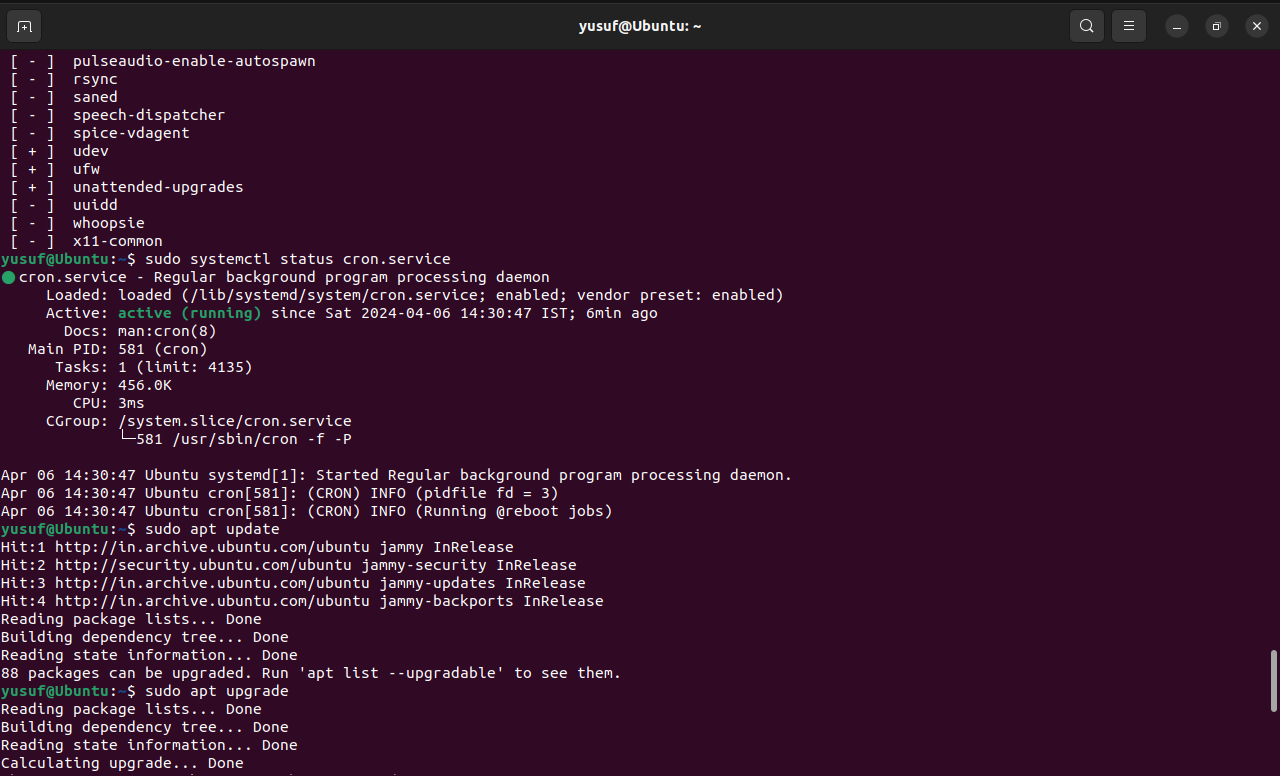 yusuf@Ubuntu: ~
[ - ]  pulseaudio-enable-autospawn
[ - ]  rsync
[ - ]  saned
[ - ]  speech-dispatcher
[ - ]  spice-vdagent
[ + ]  udev
[ + ]  ufw
[ + ]  unattended-upgrades
[ - ]  uuidd
[ - ]  whoopsie
[ - ]  x11-common
yusuf@Ubuntu:~$ sudo systemctl status cron.service
● cron.service - Regular background program processing daemon
     Loaded: loaded (/lib/systemd/system/cron.service; enabled; vendor preset: enabled)
     Active: active (running) since Sat 2024-04-06 14:30:47 IST; 6min ago
       Docs: man:cron(8)
   Main PID: 581 (cron)
      Tasks: 1 (limit: 4135)
     Memory: 456.0K
        CPU: 3ms
     CGroup: /system.slice/cron.service
             └─581 /usr/sbin/cron -f -P
Apr 06 14:30:47 Ubuntu systemd[1]: Started Regular background program processing daemon.
Apr 06 14:30:47 Ubuntu cron[581]: (CRON) INFO (pidfile fd = 3)
Apr 06 14:30:47 Ubuntu cron[581]: (CRON) INFO (Running @reboot jobs)
yusuf@Ubuntu:~$ sudo apt update
Hit:1 http://in.archive.ubuntu.com/ubuntu jammy InRelease
Hit:2 http://security.ubuntu.com/ubuntu jammy-security InRelease
Hit:3 http://in.archive.ubuntu.com/ubuntu jammy-updates InRelease
Hit:4 http://in.archive.ubuntu.com/ubuntu jammy-backports InRelease
Reading package lists... Done
Building dependency tree... Done
Reading state information... Done
88 packages can be upgraded. Run 'apt list --upgradable' to see them.
yusuf@Ubuntu:~$ sudo apt upgrade
Reading package lists... Done
Building dependency tree... Done
Reading state information... Done
Calculating upgrade... Done